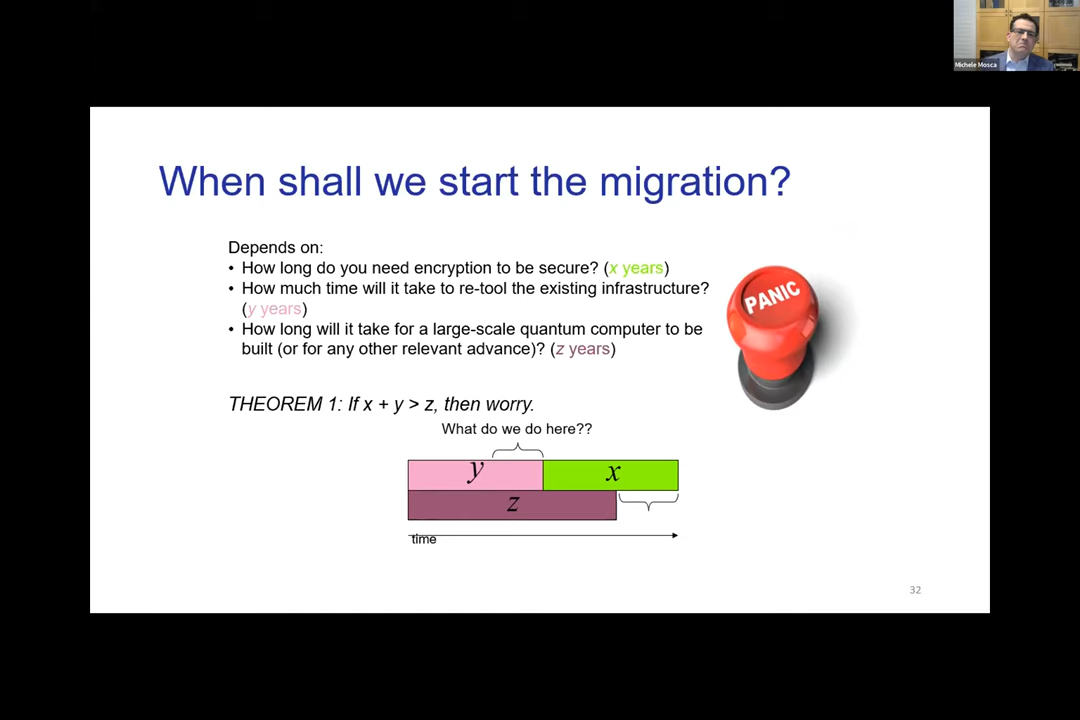 Michele Mosca
When shall we start the migration?
Depends on:
• How long do you need encryption to be secure? (x years)
• How much time will it take to re-tool the existing infrastructure?
(y years)
• How long will it take for a large-scale quantum computer to be
built (or for any other relevant advance)? (z years)
PANIC
THEOREM 1: If x + y > z, then worry.
What do we do here??
y
x
z
time
32